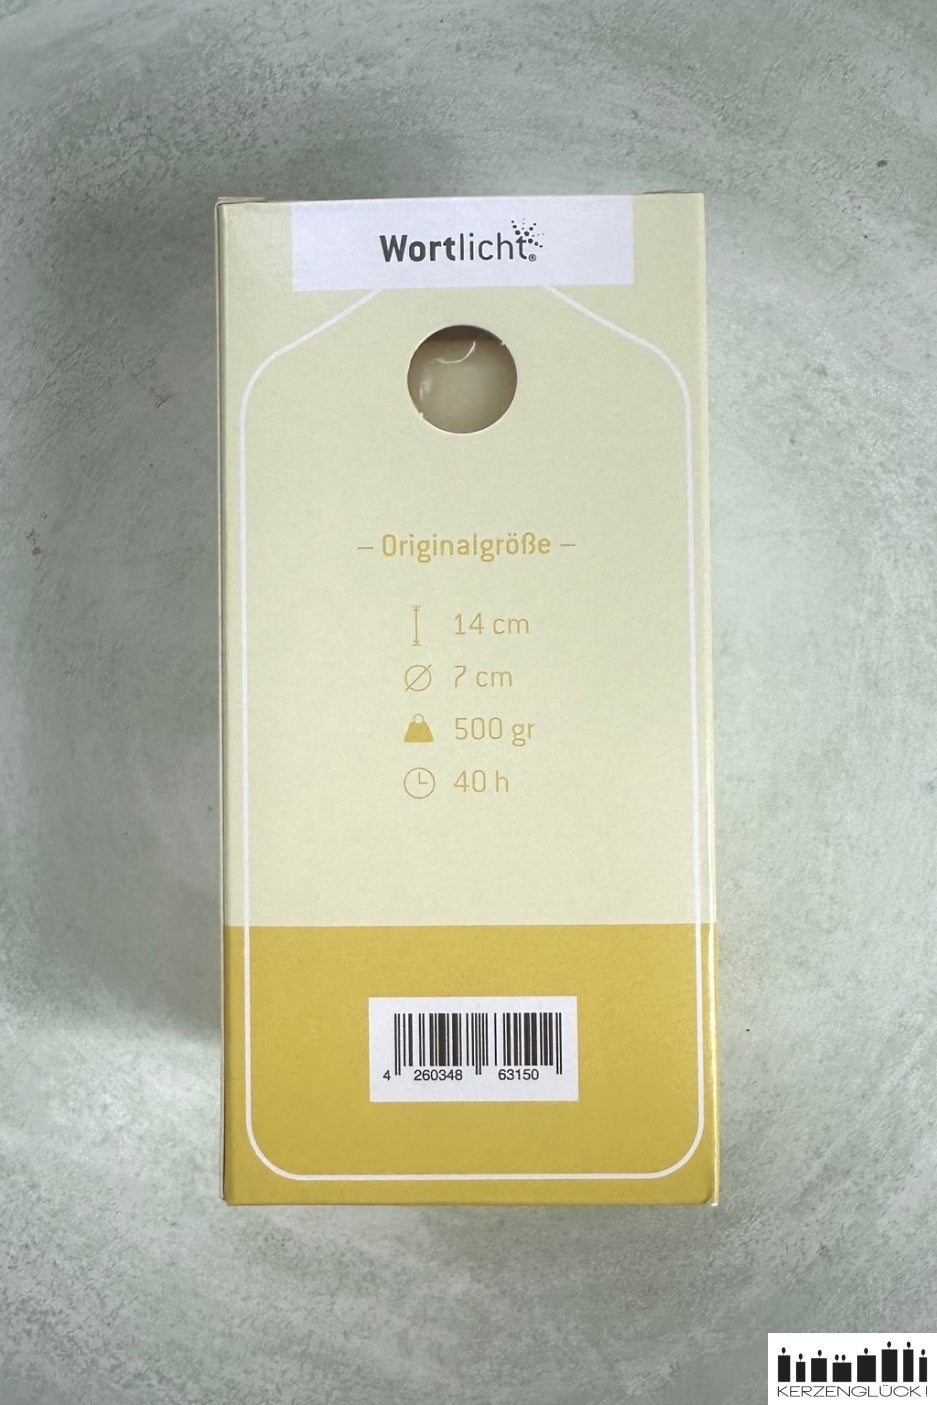 Wortlicht®
– Originalgröße –
14 cm
7 cm
500 gr
40 h
4 260348 63150
KERZENGLÜCK!